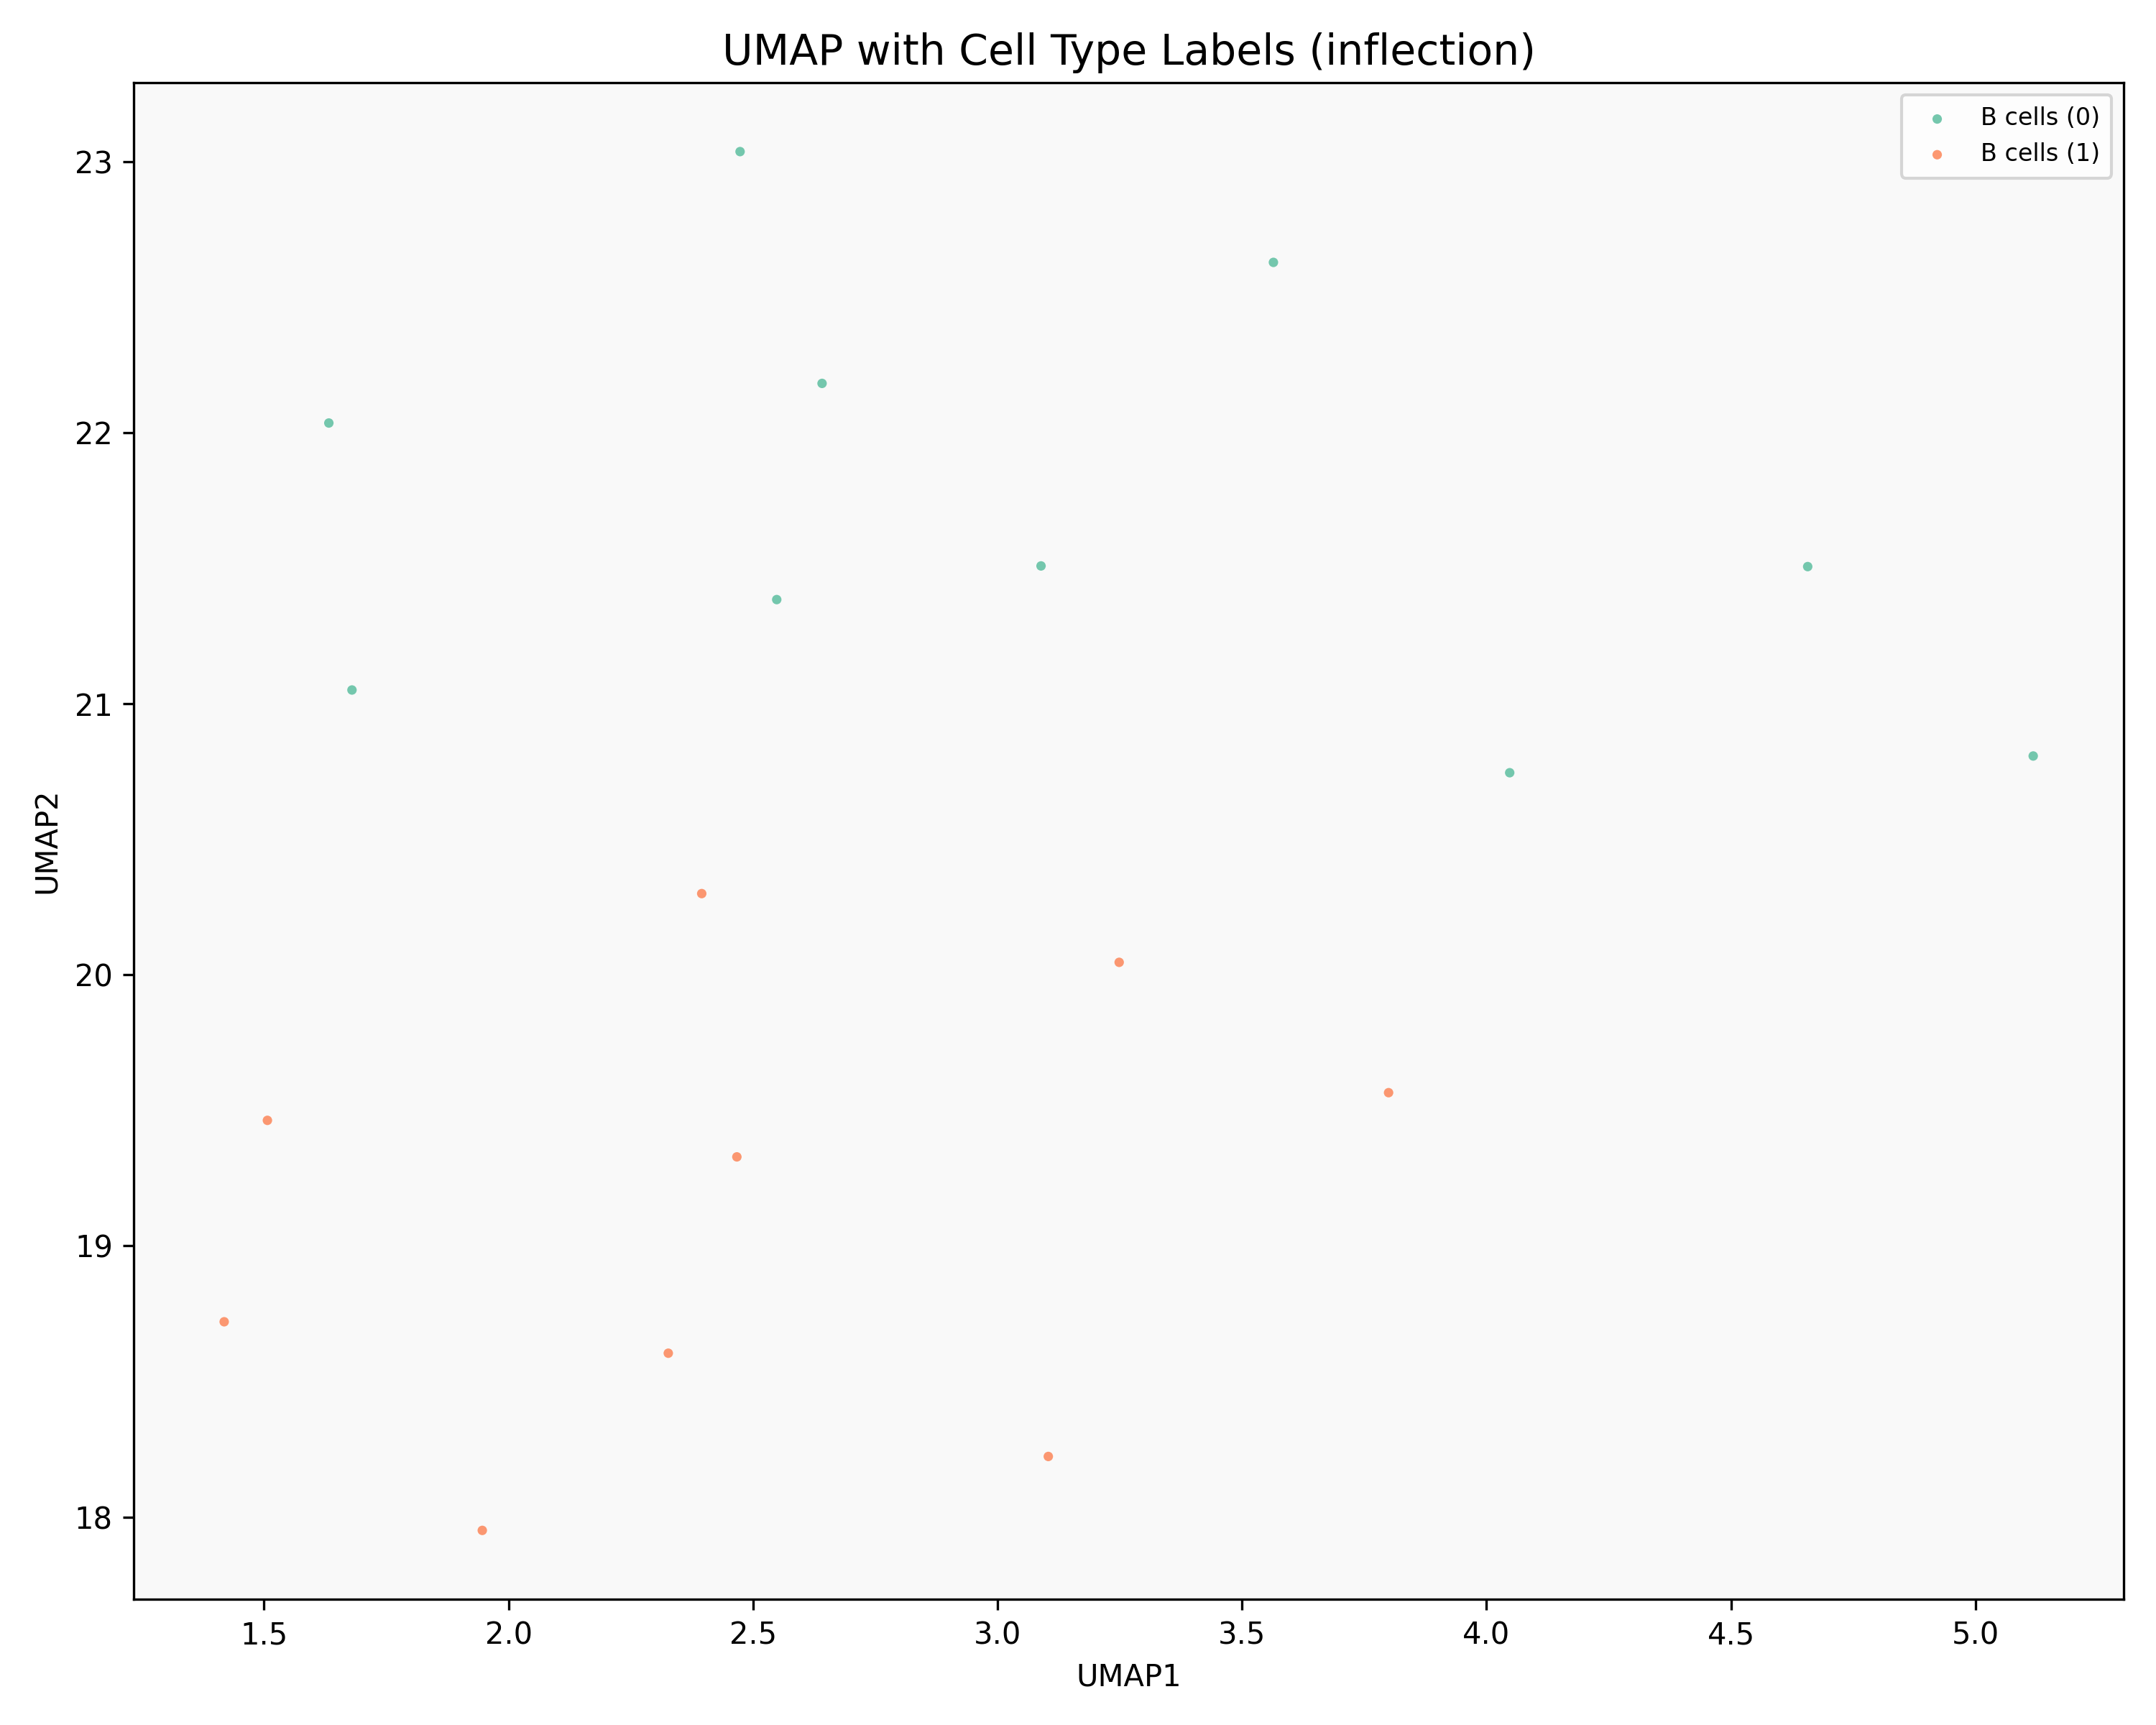 UMAP with Cell Type Labels (inflection)
B cells (0)
B cells (1)
23
22
21
20
19
18
UMAP2
1.5 2.0 2.5 3.0 3.5 4.0 4.5 5.0
UMAP1